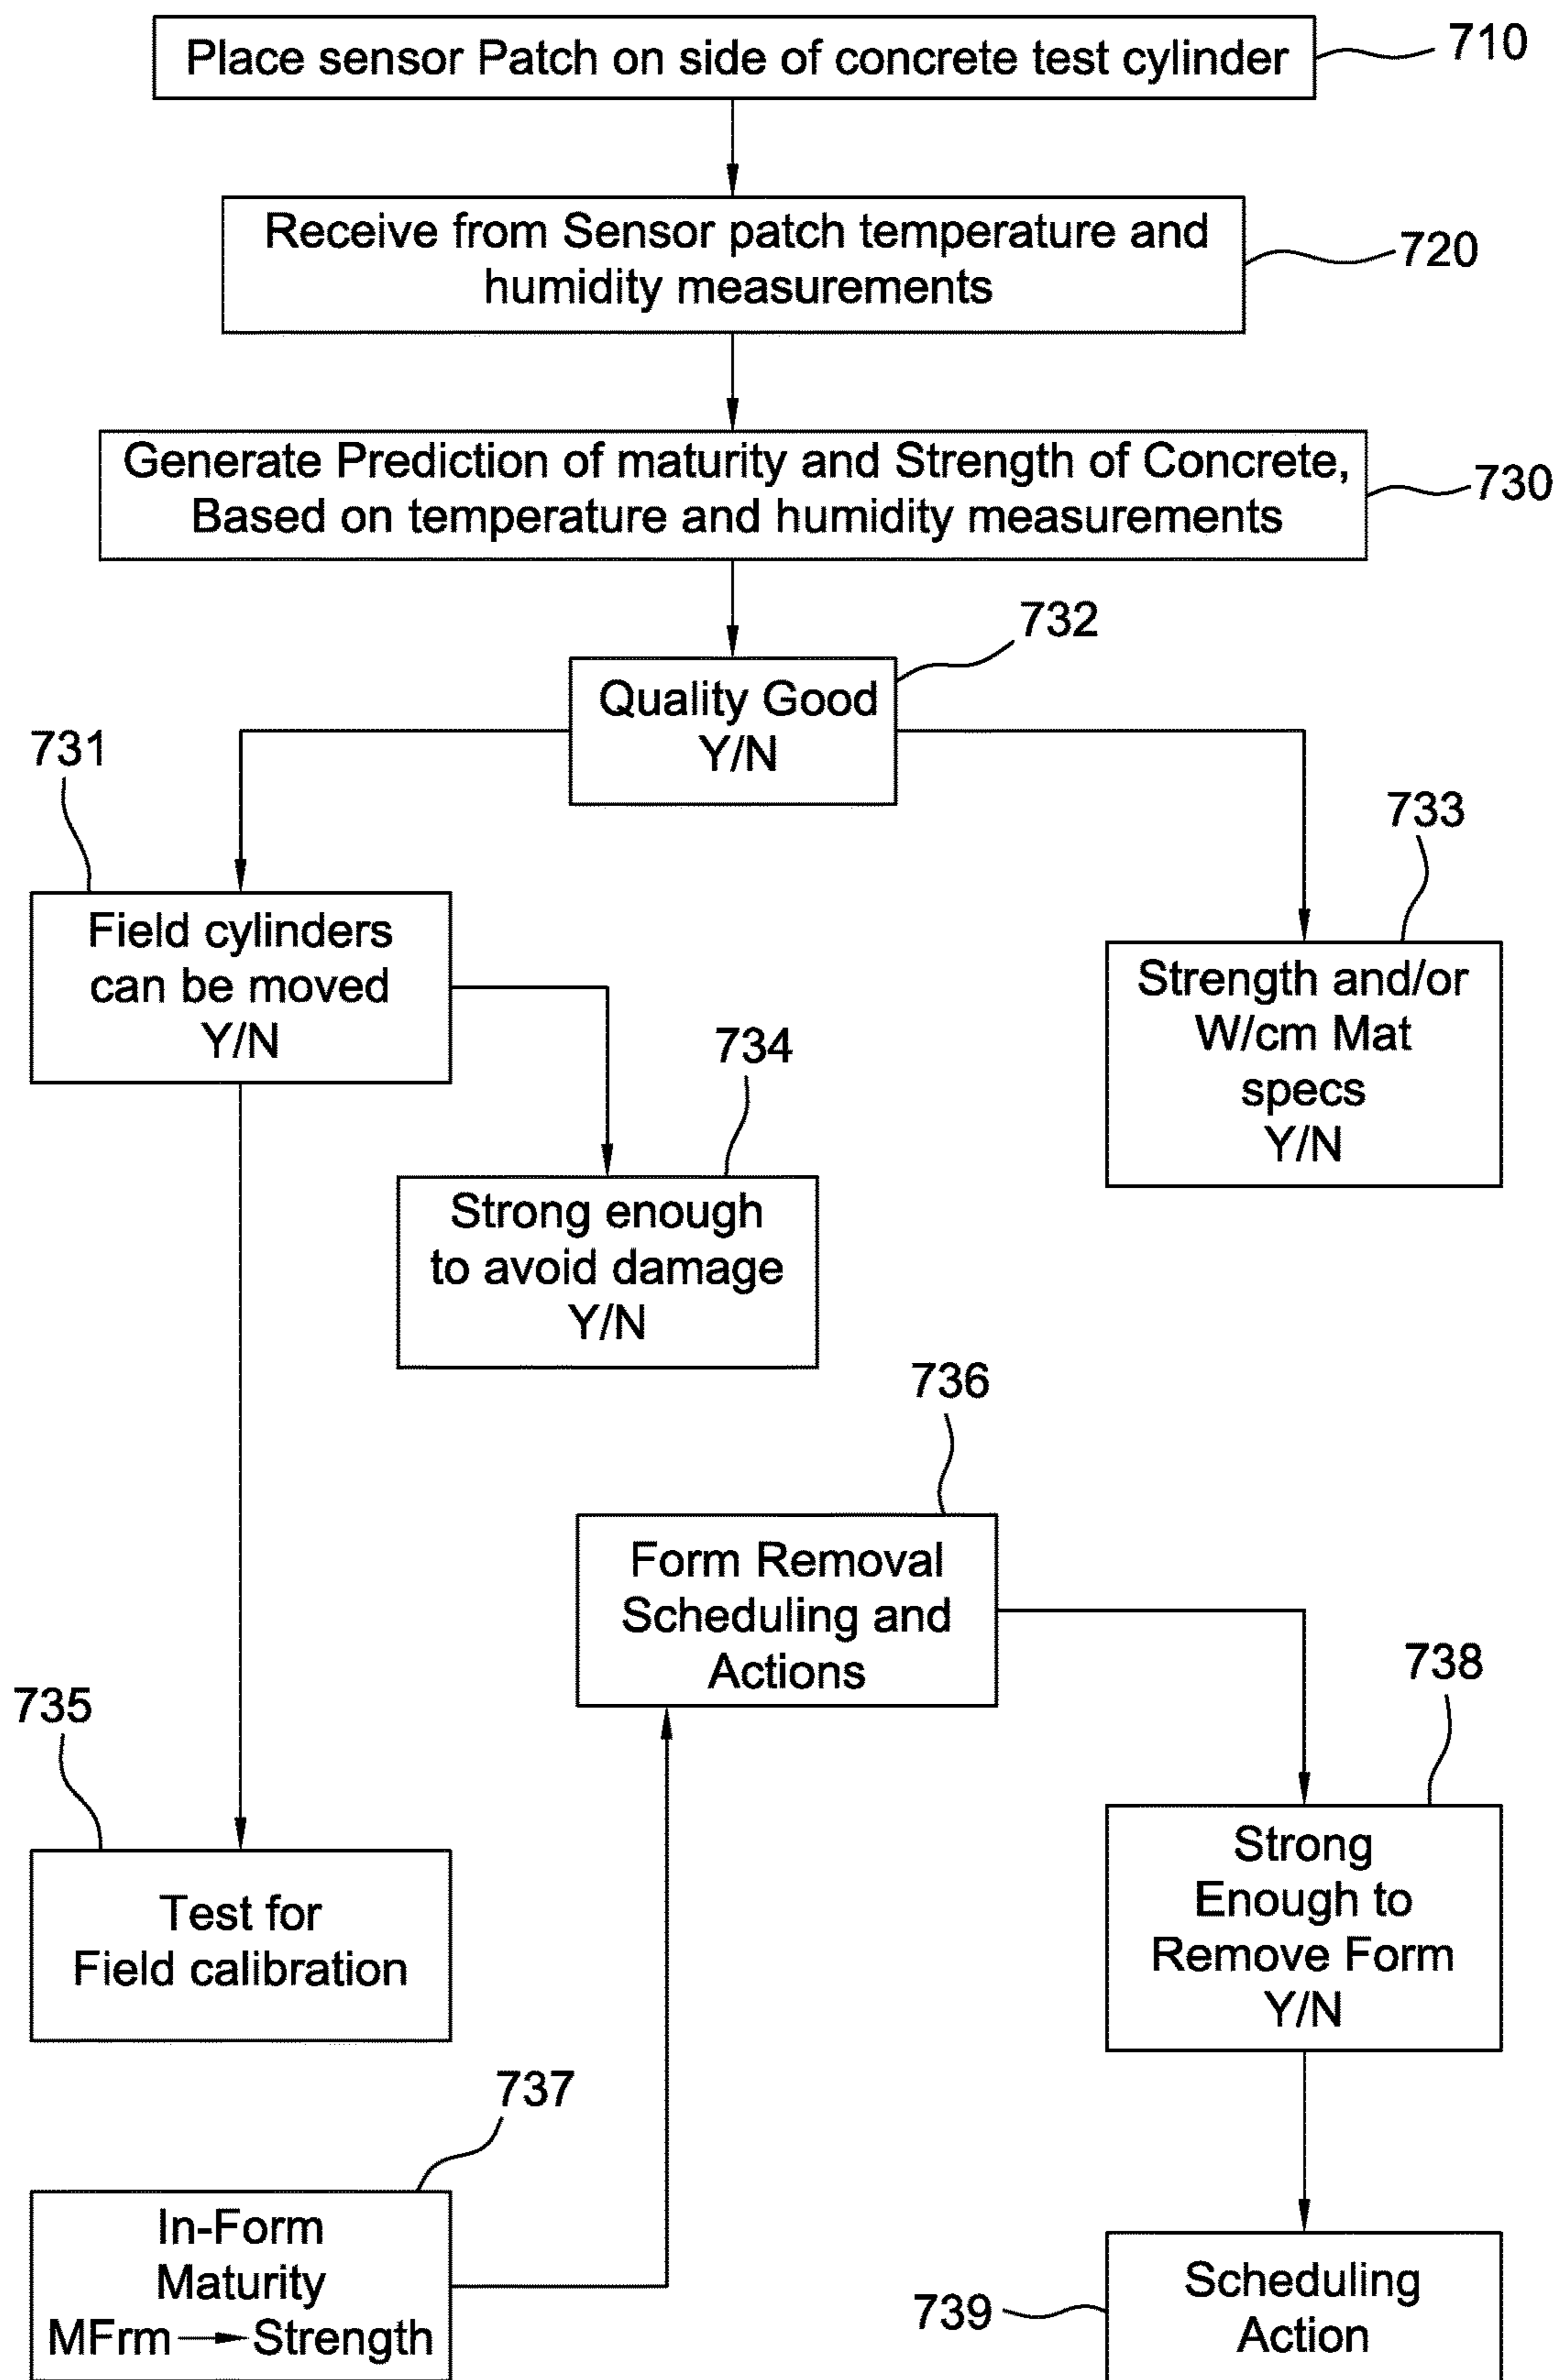 Place sensor Patch on side of concrete test cylinder
710
Receive from Sensor patch temperature and
humidity measurements
720
Generate Prediction of maturity and Strength of Concrete,
Based on temperature and humidity measurements
730
732
Quality Good
Y/N
731
Field cylinders
can be moved
Y/N
733
Strength and/or
W/cm Mat
specs
Y/N
734
Strong enough
to avoid damage
Y/N
736
Form Removal
Scheduling and
Actions
738
Strong
Enough to
Remove Form
Y/N
735
Test for
Field calibration
737
In-Form
Maturity
MFrm → Strength
739
Scheduling
Action